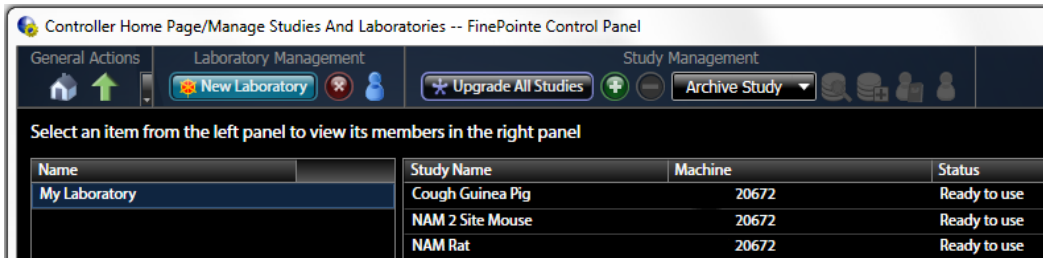 Controller Home Page/Manage Studies And Laboratories -- FinePointe Control Panel
General Actions Laboratory Management Study Management
New Laboratory Upgrade All Studies Archive Study
Select an item from the left panel to view its members in the right panel
Name Study Name Machine Status
My Laboratory Cough Guinea Pig 20672 Ready to use
NAM 2 Site Mouse 20672 Ready to use
NAM Rat 20672 Ready to use